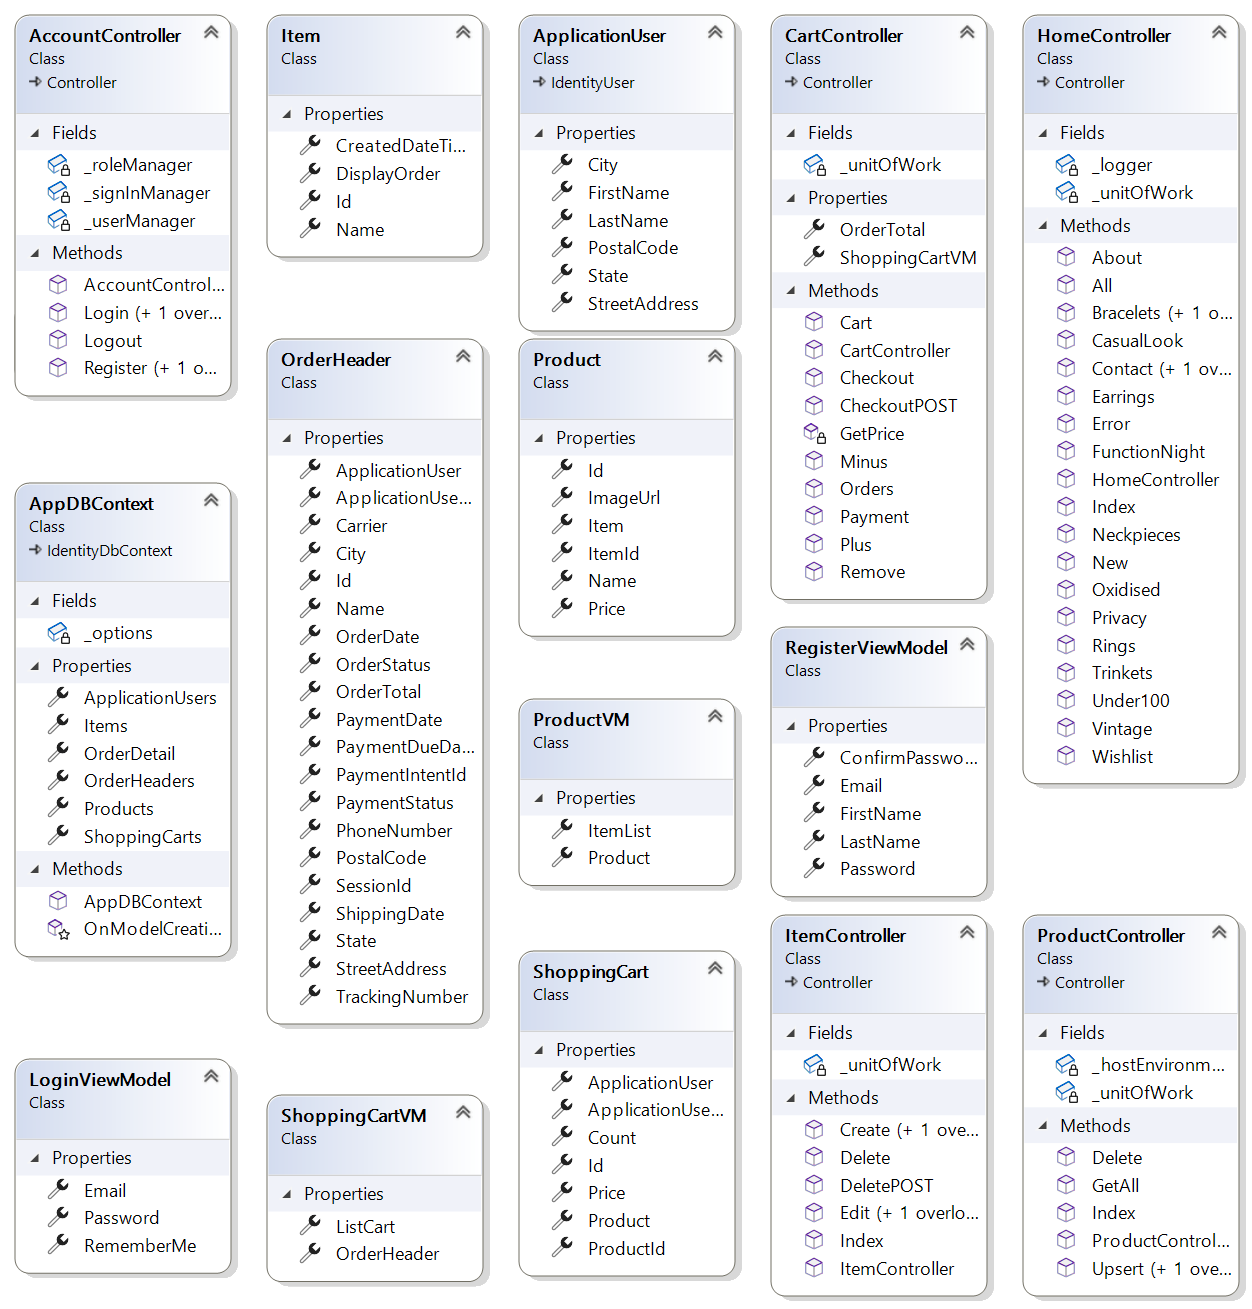 AccountController
Class
Controller
Fields
_roleManager
_signInManager
_userManager
Methods
AccountControl...
Login (+ 1 over...
Logout
Register (+ 1 o...
AppDBContext
Class
IdentityDbContext
Fields
_options
Properties
ApplicationUsers
Items
OrderDetail
OrderHeaders
Products
ShoppingCarts
Methods
AppDBContext
OnModelCreati...
LoginViewModel
Class
Properties
Email
Password
RememberMe
Item
Class
Properties
CreatedDateTi...
DisplayOrder
Id
Name
OrderHeader
Class
Properties
ApplicationUser
ApplicationUse...
Carrier
City
Id
Name
OrderDate
OrderStatus
OrderTotal
PaymentDate
PaymentDueDa...
PaymentIntentId
PaymentStatus
PhoneNumber
PostalCode
SessionId
ShippingDate
State
StreetAddress
TrackingNumber
ShoppingCartVM
Class
Properties
ListCart
OrderHeader
ApplicationUser
Class
IdentityUser
Properties
City
FirstName
LastName
PostalCode
State
StreetAddress
Product
Class
Properties
Id
ImageUrl
Item
ItemId
Name
Price
ProductVM
Class
Properties
ItemList
Product
ShoppingCart
Class
Properties
ApplicationUser
ApplicationUse...
Count
Id
Price
Product
ProductId
CartController
Class
Controller
Fields
_unitOfWork
Properties
OrderTotal
ShoppingCartVM
Methods
Cart
CartController
Checkout
CheckoutPOST
GetPrice
Minus
Orders
Payment
Plus
Remove
RegisterViewModel
Class
Properties
ConfirmPasswo...
Email
FirstName
LastName
Password
ItemController
Class
Controller
Fields
_unitOfWork
Methods
Create (+ 1 ove...
Delete
DeletePOST
Edit (+ 1 overlo...
Index
ItemController
HomeController
Class
Controller
Fields
_logger
_unitOfWork
Methods
About
All
Bracelets (+ 1 o...
CasualLook
Contact (+ 1 ov...
Earrings
Error
FunctionNight
HomeController
Index
Neckpieces
New
Oxidised
Privacy
Rings
Trinkets
Under100
Vintage
Wishlist
ProductController
Class
Controller
Fields
_hostEnvironm...
_unitOfWork
Methods
Delete
GetAll
Index
ProductControl...
Upsert (+ 1 ove...